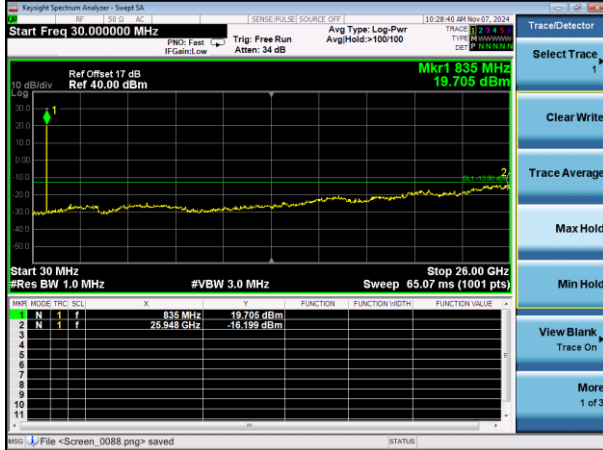 Keysight Spectrum Analyzer - Swept SA
RF 50 Ω AC SENSE:PULSE SOURCE OFF 10:28:40 AM Nov 07, 2024
Start Freq 30.000000 MHz
PNO: Fast
IFGain:Low
Trig: Free Run
Atten: 34 dB
Avg Type: Log-Pwr
Avg|Hold:>100/100
TRACE 1 2 3 4 5 6
TYPE M W W W W W
DET P N N N N N
Ref Offset 17 dB
10 dB/div Ref 40.00 dBm
Log
Mkr1 835 MHz
19.705 dBm
30.0
20.0
10.0
0.00
-10.0
-20.0
-30.0
-40.0
-50.0
1
2
Start 30 MHz
Stop 26.00 GHz
#Res BW 1.0 MHz #VBW 3.0 MHz Sweep 65.07 ms (1001 pts)
MKR MODE TRC SCL X Y FUNCTION FUNCTION WIDTH FUNCTION VALUE
1 N 1 f 835 MHz 19.705 dBm
2 N 1 f 25.948 GHz -16.199 dBm
3
4
5
6
7
8
9
10
11
MSG File <Screen_0088.png> saved STATUS
Trace/Detector
Select Trace
1
Clear Write
Trace Average
Max Hold
Min Hold
View Blank
Trace On
More
1 of 3